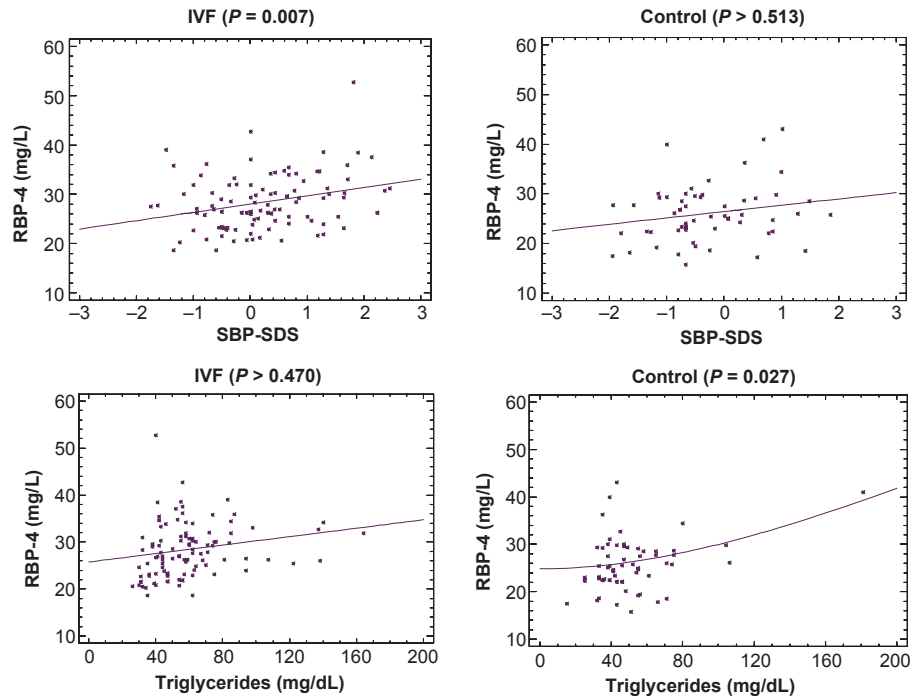 IVF (P = 0.007)
60
50
40
30
20
10
RBP-4 (mg/L)
–3 –2 –1 0 1 2 3
SBP-SDS
Control (P > 0.513)
60
50
40
30
20
10
RBP-4 (mg/L)
–3 –2 –1 0 1 2 3
SBP-SDS
IVF (P > 0.470)
60
50
40
30
20
10
RBP-4 (mg/L)
0 40 80 120 160 200
Triglycerides (mg/dL)
Control (P = 0.027)
60
50
40
30
20
10
RBP-4 (mg/L)
0 40 80 120 160 200
Triglycerides (mg/dL)